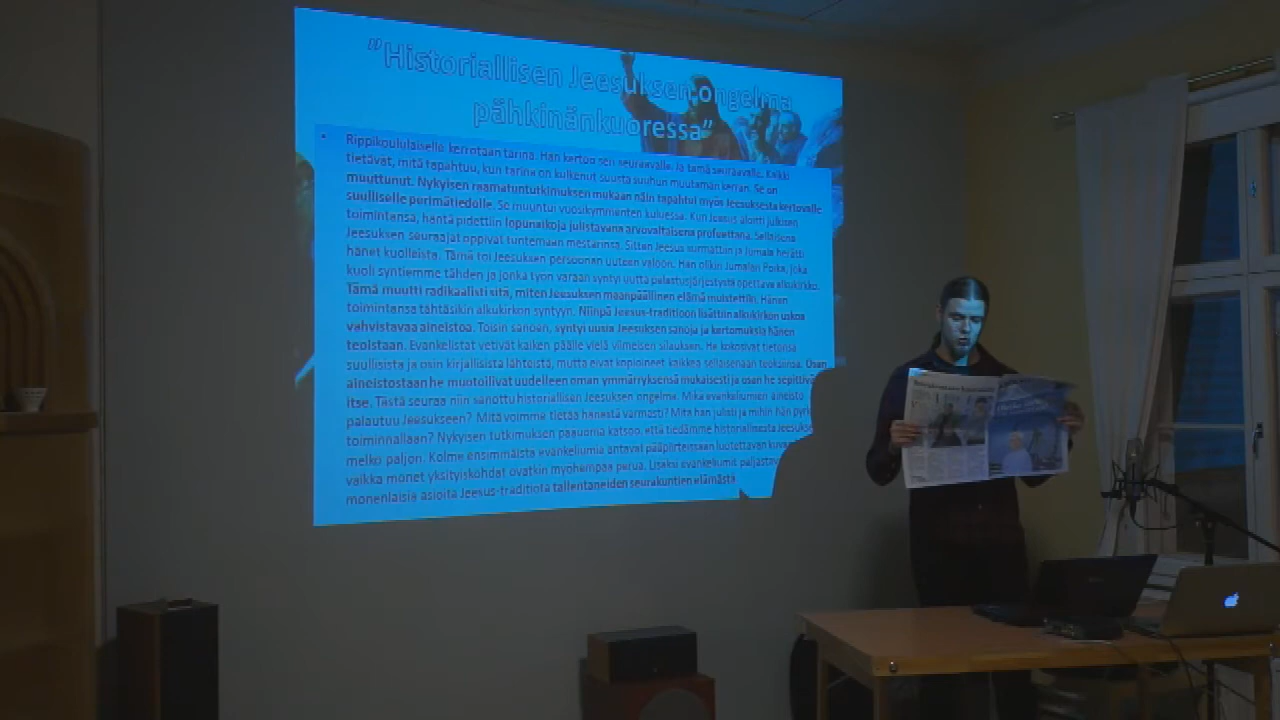 ”Historiallisen Jeesuksen ongelma
pähkinänkuoressa”
• Rippikoululaiselle kerrotaan tarina. Hän kertoo sen seuraavalle. Ja tämä seuraavalle. Kaikki
tietävät, mitä tapahtuu, kun tarina on kulkenut suusta suuhun muutaman kerran. Se on
muuttunut. Nykyisen raamatuntutkimuksen mukaan näin tapahtui myös Jeesuksesta kertovalle
suulliselle perimätiedolle. Se muuntui vuosikymmenten kuluessa. Kun Jeesus aloitti julkisen
toimintansa, häntä pidettiin lopunaikoja julistavana arvovaltaisena profeettana. Sellaisena
Jeesuksen seuraajat oppivat tuntemaan mestarinsa. Sitten Jeesus surmattiin ja Jumala herätti
hänet kuolleista. Tämä toi Jeesuksen persoonan uuteen valoon. Hän olikin Jumalan Poika, joka
kuoli syntiemme tähden ja jonka työn varaan syntyi uutta pelastusjärjestystä opettava alkukirkko.
Tämä muutti radikaalisti sitä, miten Jeesuksen maanpäällinen elämä muistettiin. Hänen
toimintansa tähtäsikin alkukirkon syntyyn. Niinpä Jeesus-traditioon lisättiin alkukirkon uskoa
vahvistavaa aineistoa. Toisin sanoen, syntyi uusia Jeesuksen sanoja ja kertomuksia hänen
teoistaan. Evankelistat vetivät kaiken päälle vielä viimeisen silauksen. He kokosivat tietonsa
suullisista ja osin kirjallisista lähteistä, mutta eivät kopioineet kaikkea sellaisenaan teoksiinsa. Osan
aineistostaan he muotoilivat uudelleen oman ymmärryksensä mukaisesti ja osan he sepittivä
itse. Tästä seuraa niin sanottu historiallisen Jeesuksen ongelma. Mikä evankeliumien aineisto
palautuu Jeesukseen? Mitä voimme tietää hänestä varmasti? Mitä hän julisti ja mihin hän pyrk
toiminnallaan? Nykyisen tutkimuksen pääuoma katsoo, että tiedämme historiallisesta Jeesukse
melko paljon. Kolme ensimmäistä evankeliumia antavat pääpiirteissään luotettavan kuva
vaikka monet yksityiskohdat ovatkin myöhempää perua. Lisäksi evankeliumit paljastav
monenlaisia asioita Jeesus-traditiota tallentaneiden seurakuntien elämästä.